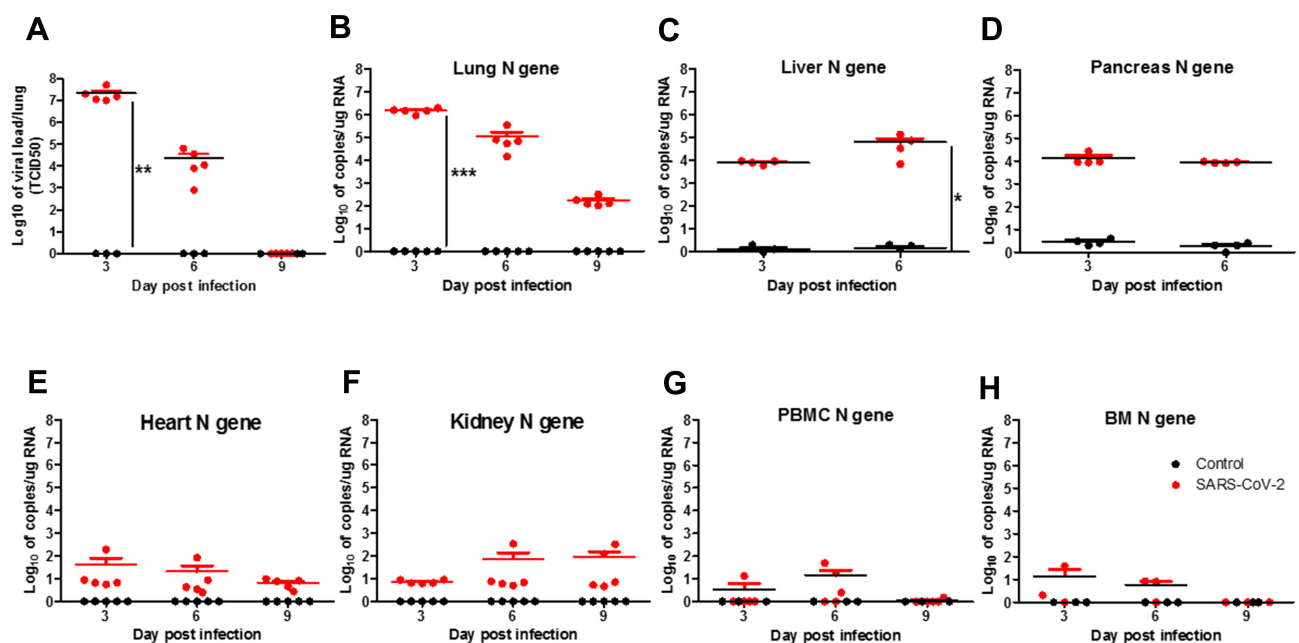 A
Log10 of viral load/lung
(TCID50)
8
7
6
5
4
3
2
1
0
**
3 6 9
Day post infection
B
Lung N gene
Log10 of copies/ug RNA
8
7
6
5
4
3
2
1
0
***
3 6 9
Day post infection
C
Liver N gene
Log10 of copies/ug RNA
8
7
6
5
4
3
2
1
0
*
3 6
Day post infection
D
Pancreas N gene
Log10 of copies/ug RNA
8
7
6
5
4
3
2
1
0
3 6
Day post infection
E
Heart N gene
Log10 of copies/ug RNA
8
7
6
5
4
3
2
1
0
3 6 9
Day post infection
F
Kidney N gene
Log10 of copies/ug RNA
8
7
6
5
4
3
2
1
0
3 6 9
Day post infection
G
PBMC N gene
Log10 of copies/ug RNA
8
7
6
5
4
3
2
1
0
3 6 9
Day post infection
H
BM N gene
Log10 of copies/ug RNA
8
7
6
5
4
3
2
1
0
Control
SARS-CoV-2
3 6 9
Day post infection